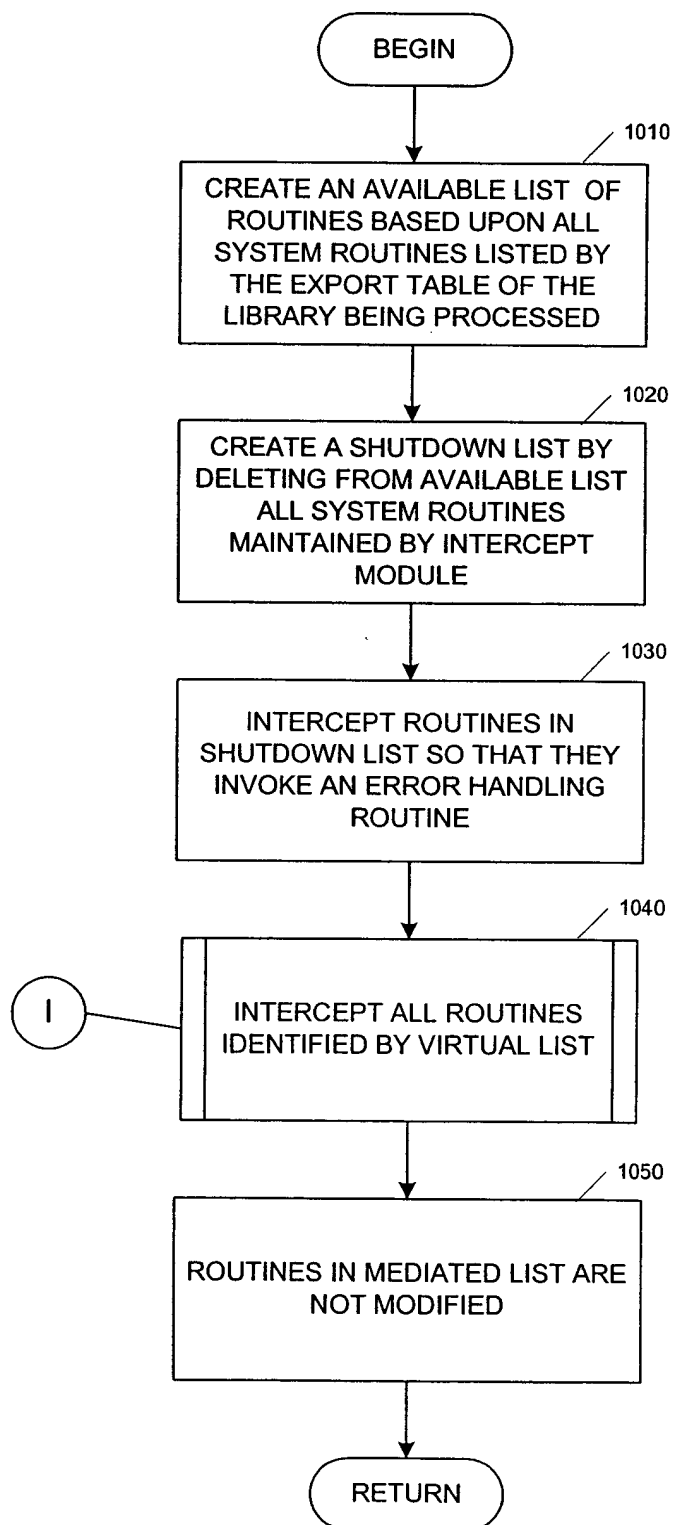 BEGIN
1010
CREATE AN AVAILABLE LIST OF
ROUTINES BASED UPON ALL
SYSTEM ROUTINES LISTED BY
THE EXPORT TABLE OF THE
LIBRARY BEING PROCESSED
1020
CREATE A SHUTDOWN LIST BY
DELETING FROM AVAILABLE LIST
ALL SYSTEM ROUTINES
MAINTAINED BY INTERCEPT
MODULE
1030
INTERCEPT ROUTINES IN
SHUTDOWN LIST SO THAT THEY
INVOKE AN ERROR HANDLING
ROUTINE
1040
I
INTERCEPT ALL ROUTINES
IDENTIFIED BY VIRTUAL LIST
1050
ROUTINES IN MEDIATED LIST ARE
NOT MODIFIED
RETURN